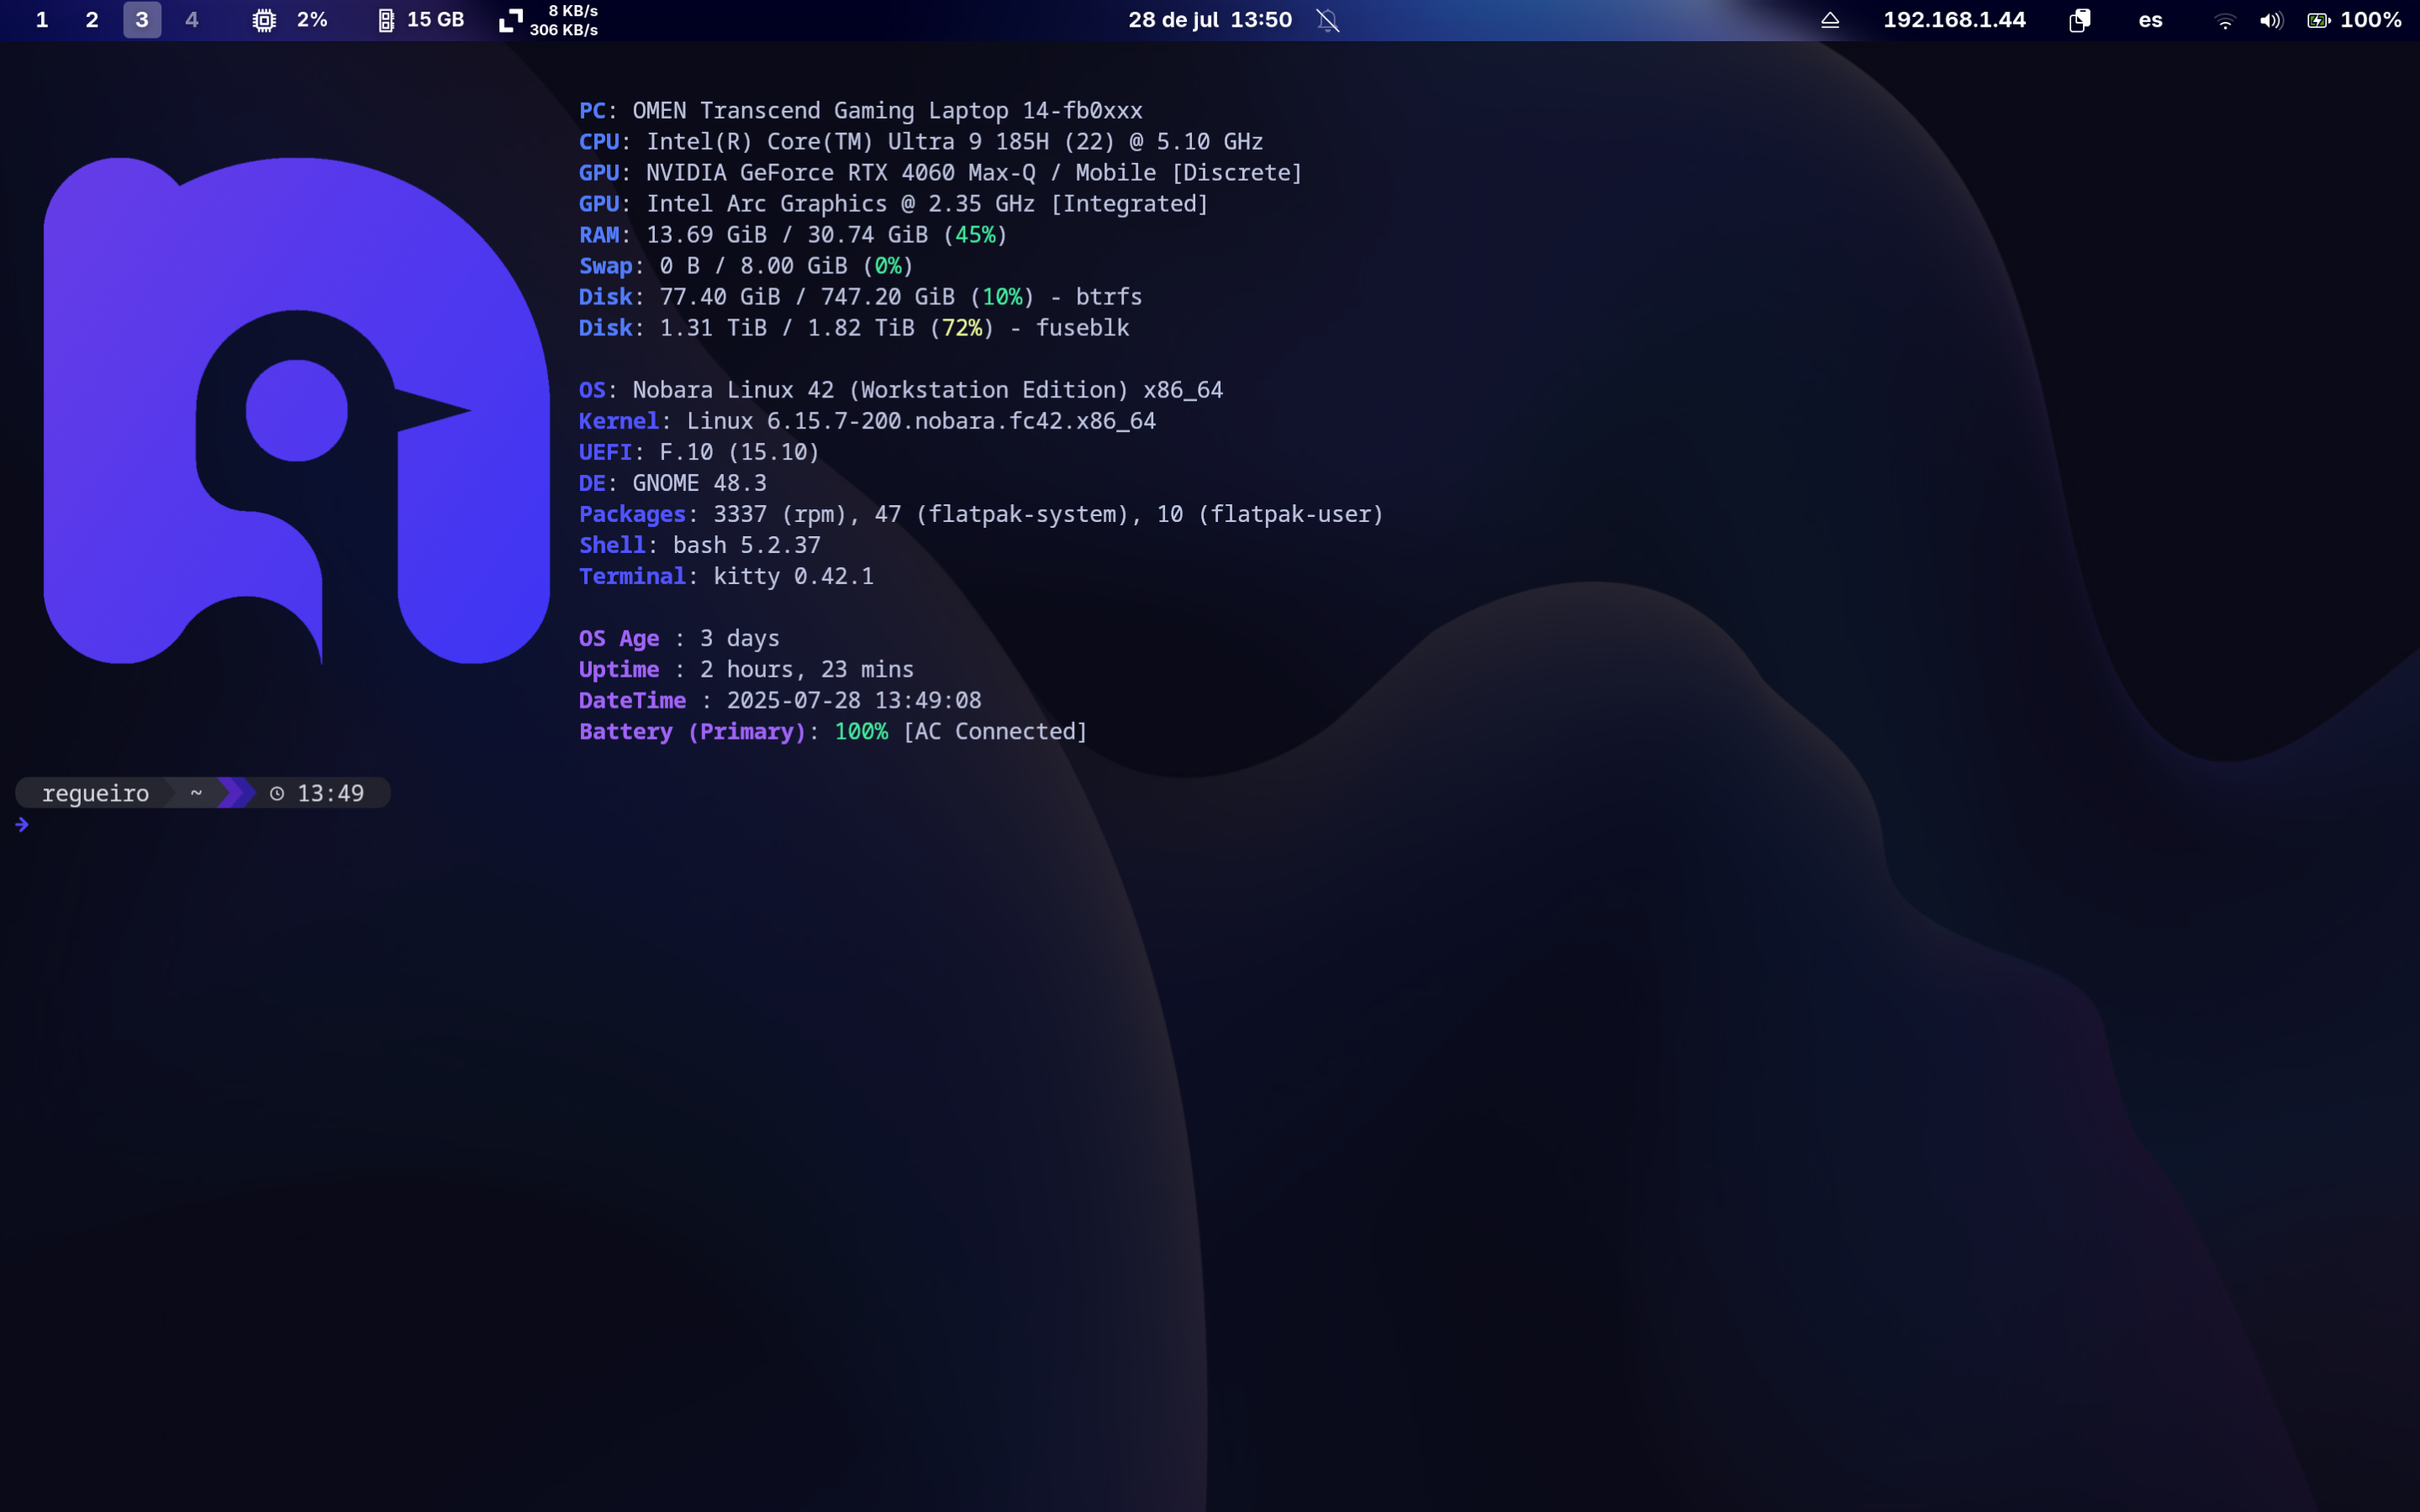 1 2 3 4 2% 15 GB 8 KB/s
306 KB/s
28 de jul 13:50
192.168.1.44 es 100%
PC: OMEN Transcend Gaming Laptop 14-fb0xxx
CPU: Intel(R) Core(TM) Ultra 9 185H (22) @ 5.10 GHz
GPU: NVIDIA GeForce RTX 4060 Max-Q / Mobile [Discrete]
GPU: Intel Arc Graphics @ 2.35 GHz [Integrated]
RAM: 13.69 GiB / 30.74 GiB (45%)
Swap: 0 B / 8.00 GiB (0%)
Disk: 77.40 GiB / 747.20 GiB (10%) - btrfs
Disk: 1.31 TiB / 1.82 TiB (72%) - fuseblk
OS: Nobara Linux 42 (Workstation Edition) x86_64
Kernel: Linux 6.15.7-200.nobara.fc42.x86_64
UEFI: F.10 (15.10)
DE: GNOME 48.3
Packages: 3337 (rpm), 47 (flatpak-system), 10 (flatpak-user)
Shell: bash 5.2.37
Terminal: kitty 0.42.1
OS Age : 3 days
Uptime : 2 hours, 23 mins
DateTime : 2025-07-28 13:49:08
Battery (Primary): 100% [AC Connected]
regueiro ~ 13:49